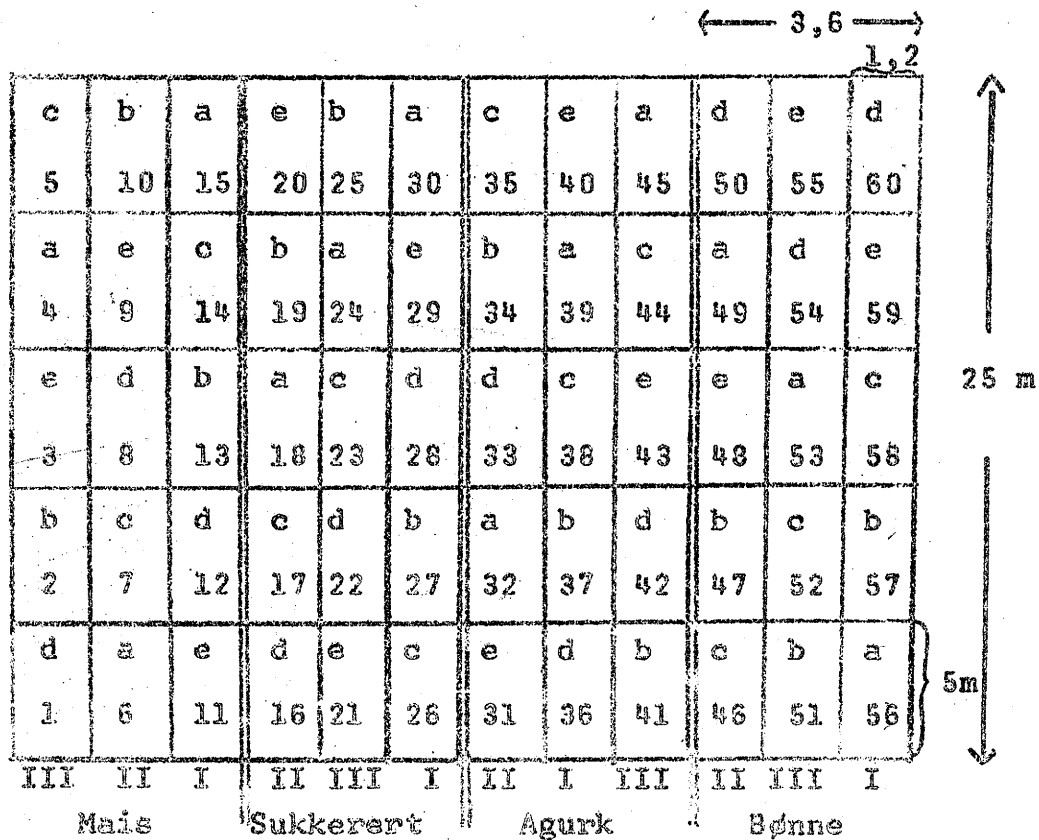 3,6
1,2
c b a e b a c e a d e d
5 10 15 20 25 30 35 40 45 50 55 60
a e c b a e b a c a d e
4 9 14 19 24 29 34 39 44 49 54 59
e d b a c d d c e e a c 25 m
3 8 13 18 23 28 33 38 43 48 53 58
b c d c d b a b d b c b
2 7 12 17 22 27 32 37 42 47 52 57
d a e d e c e d b c b a
1 6 11 16 21 26 31 36 41 46 51 56 5m
III II I II III I II I III II III I
Mais Sukkerert Agurk Bønne